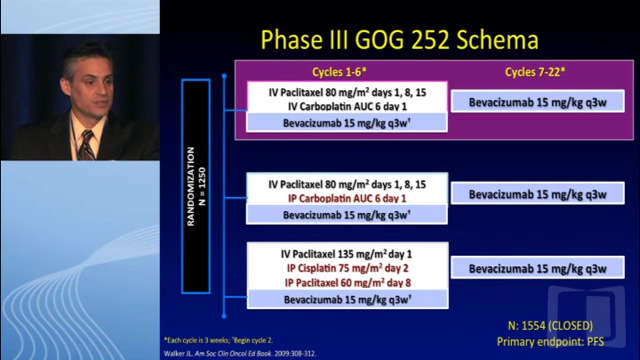 Phase III GOG 252 Schema
Cycles 1-6*
Cycles 7-22*
RANDOMIZATION
N = 1250
IV Paclitaxel 80 mg/m² days 1, 8, 15
IV Carboplatin AUC 6 day 1
Bevacizumab 15 mg/kg q3w†
Bevacizumab 15 mg/kg q3w
IV Paclitaxel 80 mg/m² days 1, 8, 15
IP Carboplatin AUC 6 day 1
Bevacizumab 15 mg/kg q3w†
Bevacizumab 15 mg/kg q3w
IV Paclitaxel 135 mg/m² day 1
IP Cisplatin 75 mg/m² day 2
IP Paclitaxel 60 mg/m² day 8
Bevacizumab 15 mg/kg q3w†
Bevacizumab 15 mg/kg q3w
N: 1554 (CLOSED)
Primary endpoint: PFS
*Each cycle is 3 weeks; †Begin cycle 2.
Walker JL. Am Soc Clin Oncol Ed Book. 2009:308-312.